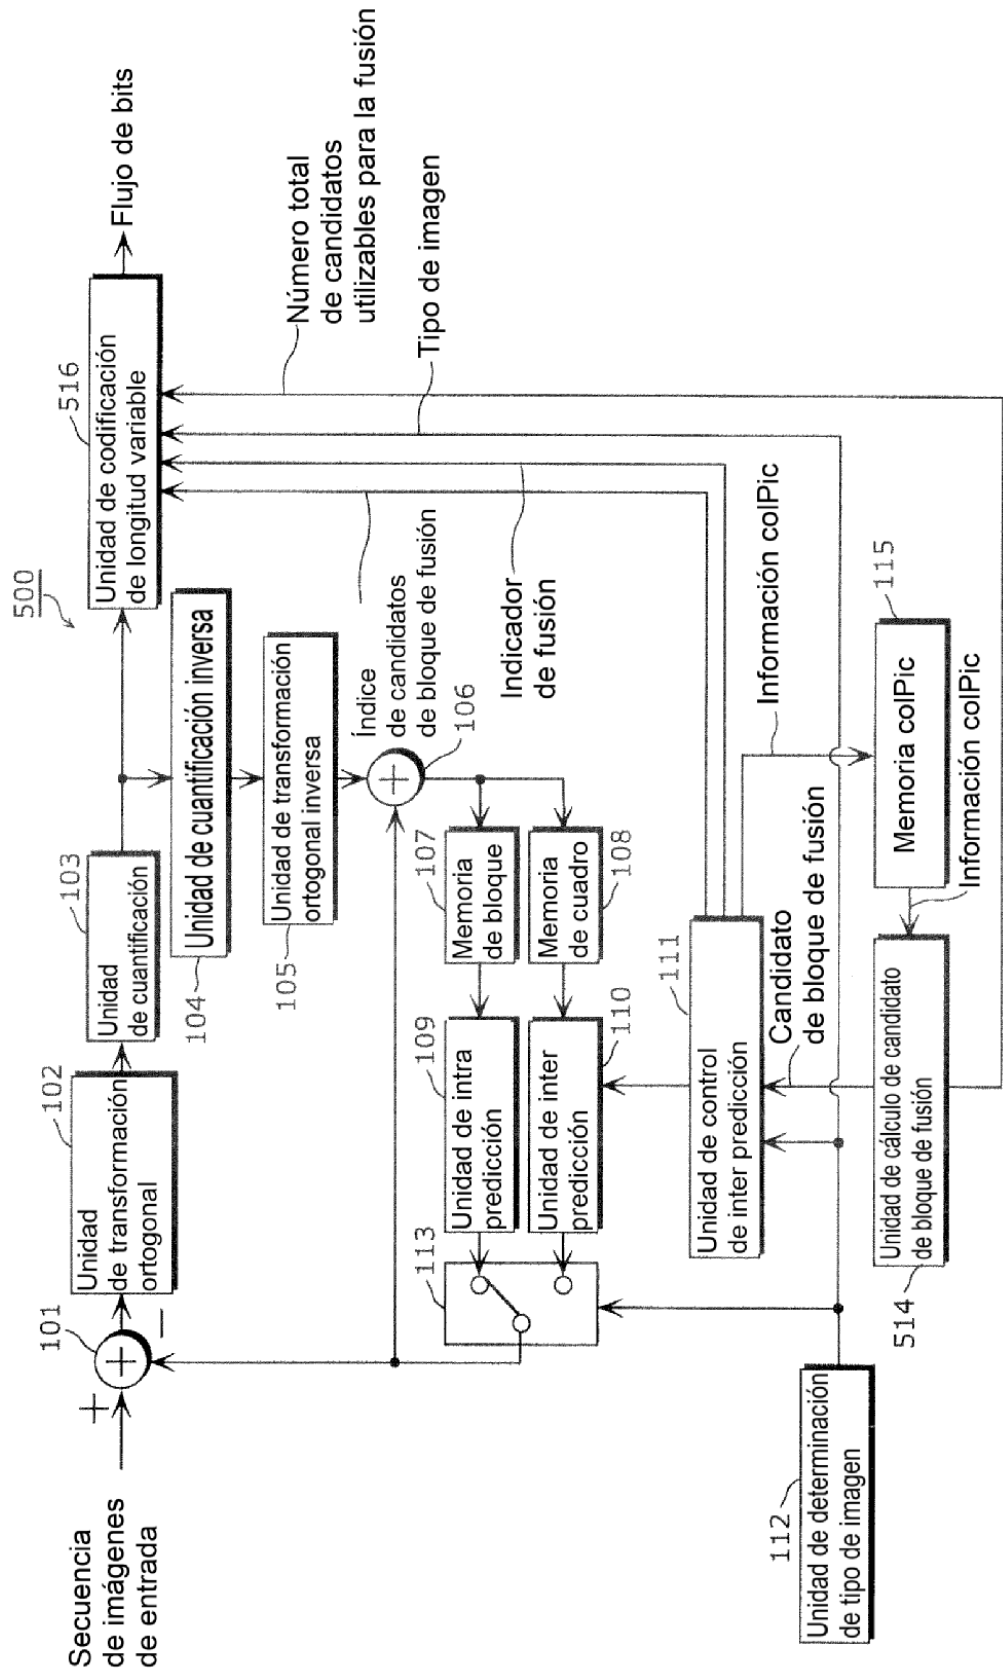 500
Secuencia
de imágenes
de entrada
+
101
+
−
102
Unidad
de transformación
ortogonal
103
Unidad
de cuantificación
516
Unidad de codificación
de longitud variable
Flujo de bits
104
Unidad de cuantificación inversa
105
Unidad de transformación
ortogonal inversa
Índice
de candidatos
de bloque de fusión
Número total
de candidatos
utilizables para la fusión
Tipo de imagen
Indicador
de fusión
+
106
107
Memoria
de bloque
Memoria
de cuadro
108
109
Unidad de intra
predicción
Unidad de inter
predicción
110
113
111
Unidad de control
de inter predicción
Información colPic
115
Memoria colPic
Información colPic
Candidato
de bloque de fusión
Unidad de cálculo de candidato
de bloque de fusión
514
112
Unidad de determinación
de tipo de imagen